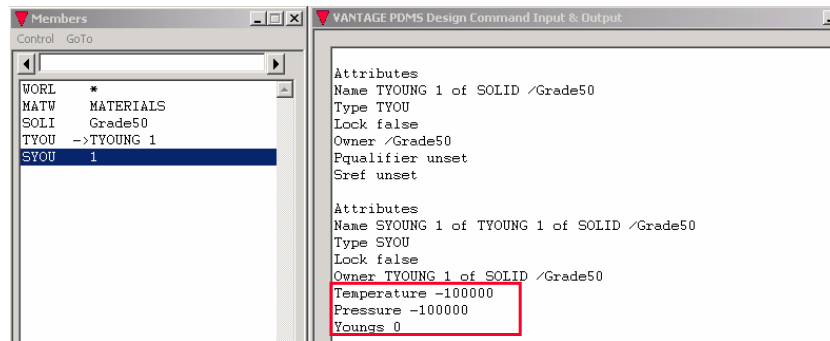 Members
Control GoTo
WORL *
MATW MATERIALS
SOLI Grade50
TYOU ->TYOUNG 1
SYOU 1
VANTAGE PDMS Design Command Input & Output
Attributes
Name TYOUNG 1 of SOLID /Grade50
Type TYOU
Lock false
Owner /Grade50
Pqualifier unset
Sref unset
Attributes
Name SYOUNG 1 of TYOUNG 1 of SOLID /Grade50
Type SYOU
Lock false
Owner TYOUNG 1 of SOLID /Grade50
Temperature -100000
Pressure -100000
Youngs 0